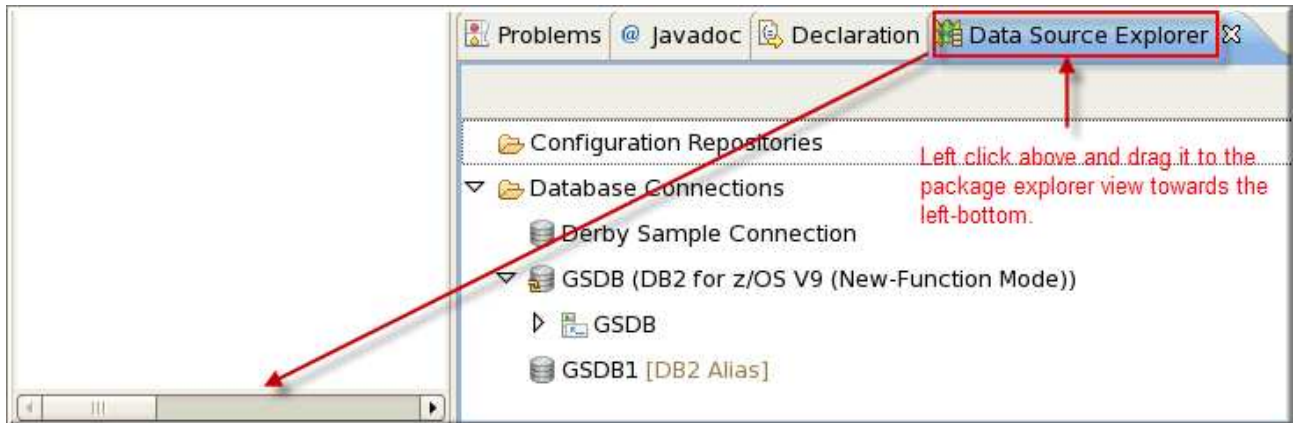 Problems @ Javadoc Declaration Data Source Explorer
Configuration Repositories
Database Connections
Derby Sample Connection
GSDB (DB2 for z/OS V9 (New-Function Mode))
GSDB
GSDB1 [DB2 Alias]
Left click above and drag it to the
package explorer view towards the
left-bottom.